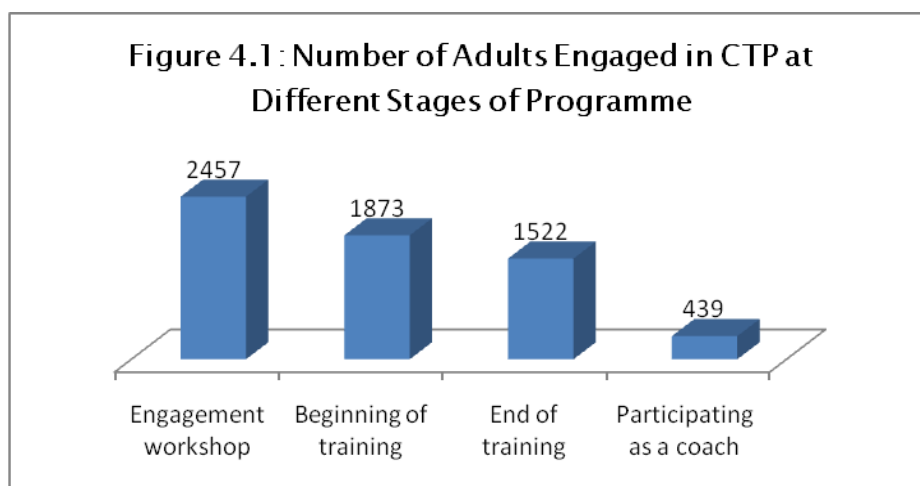 Figure 4.1: Number of Adults Engaged in CTP at
Different Stages of Programme
2457
1873
1522
439
Engagement
workshop
Beginning of
training
End of
training
Participating
as a coach